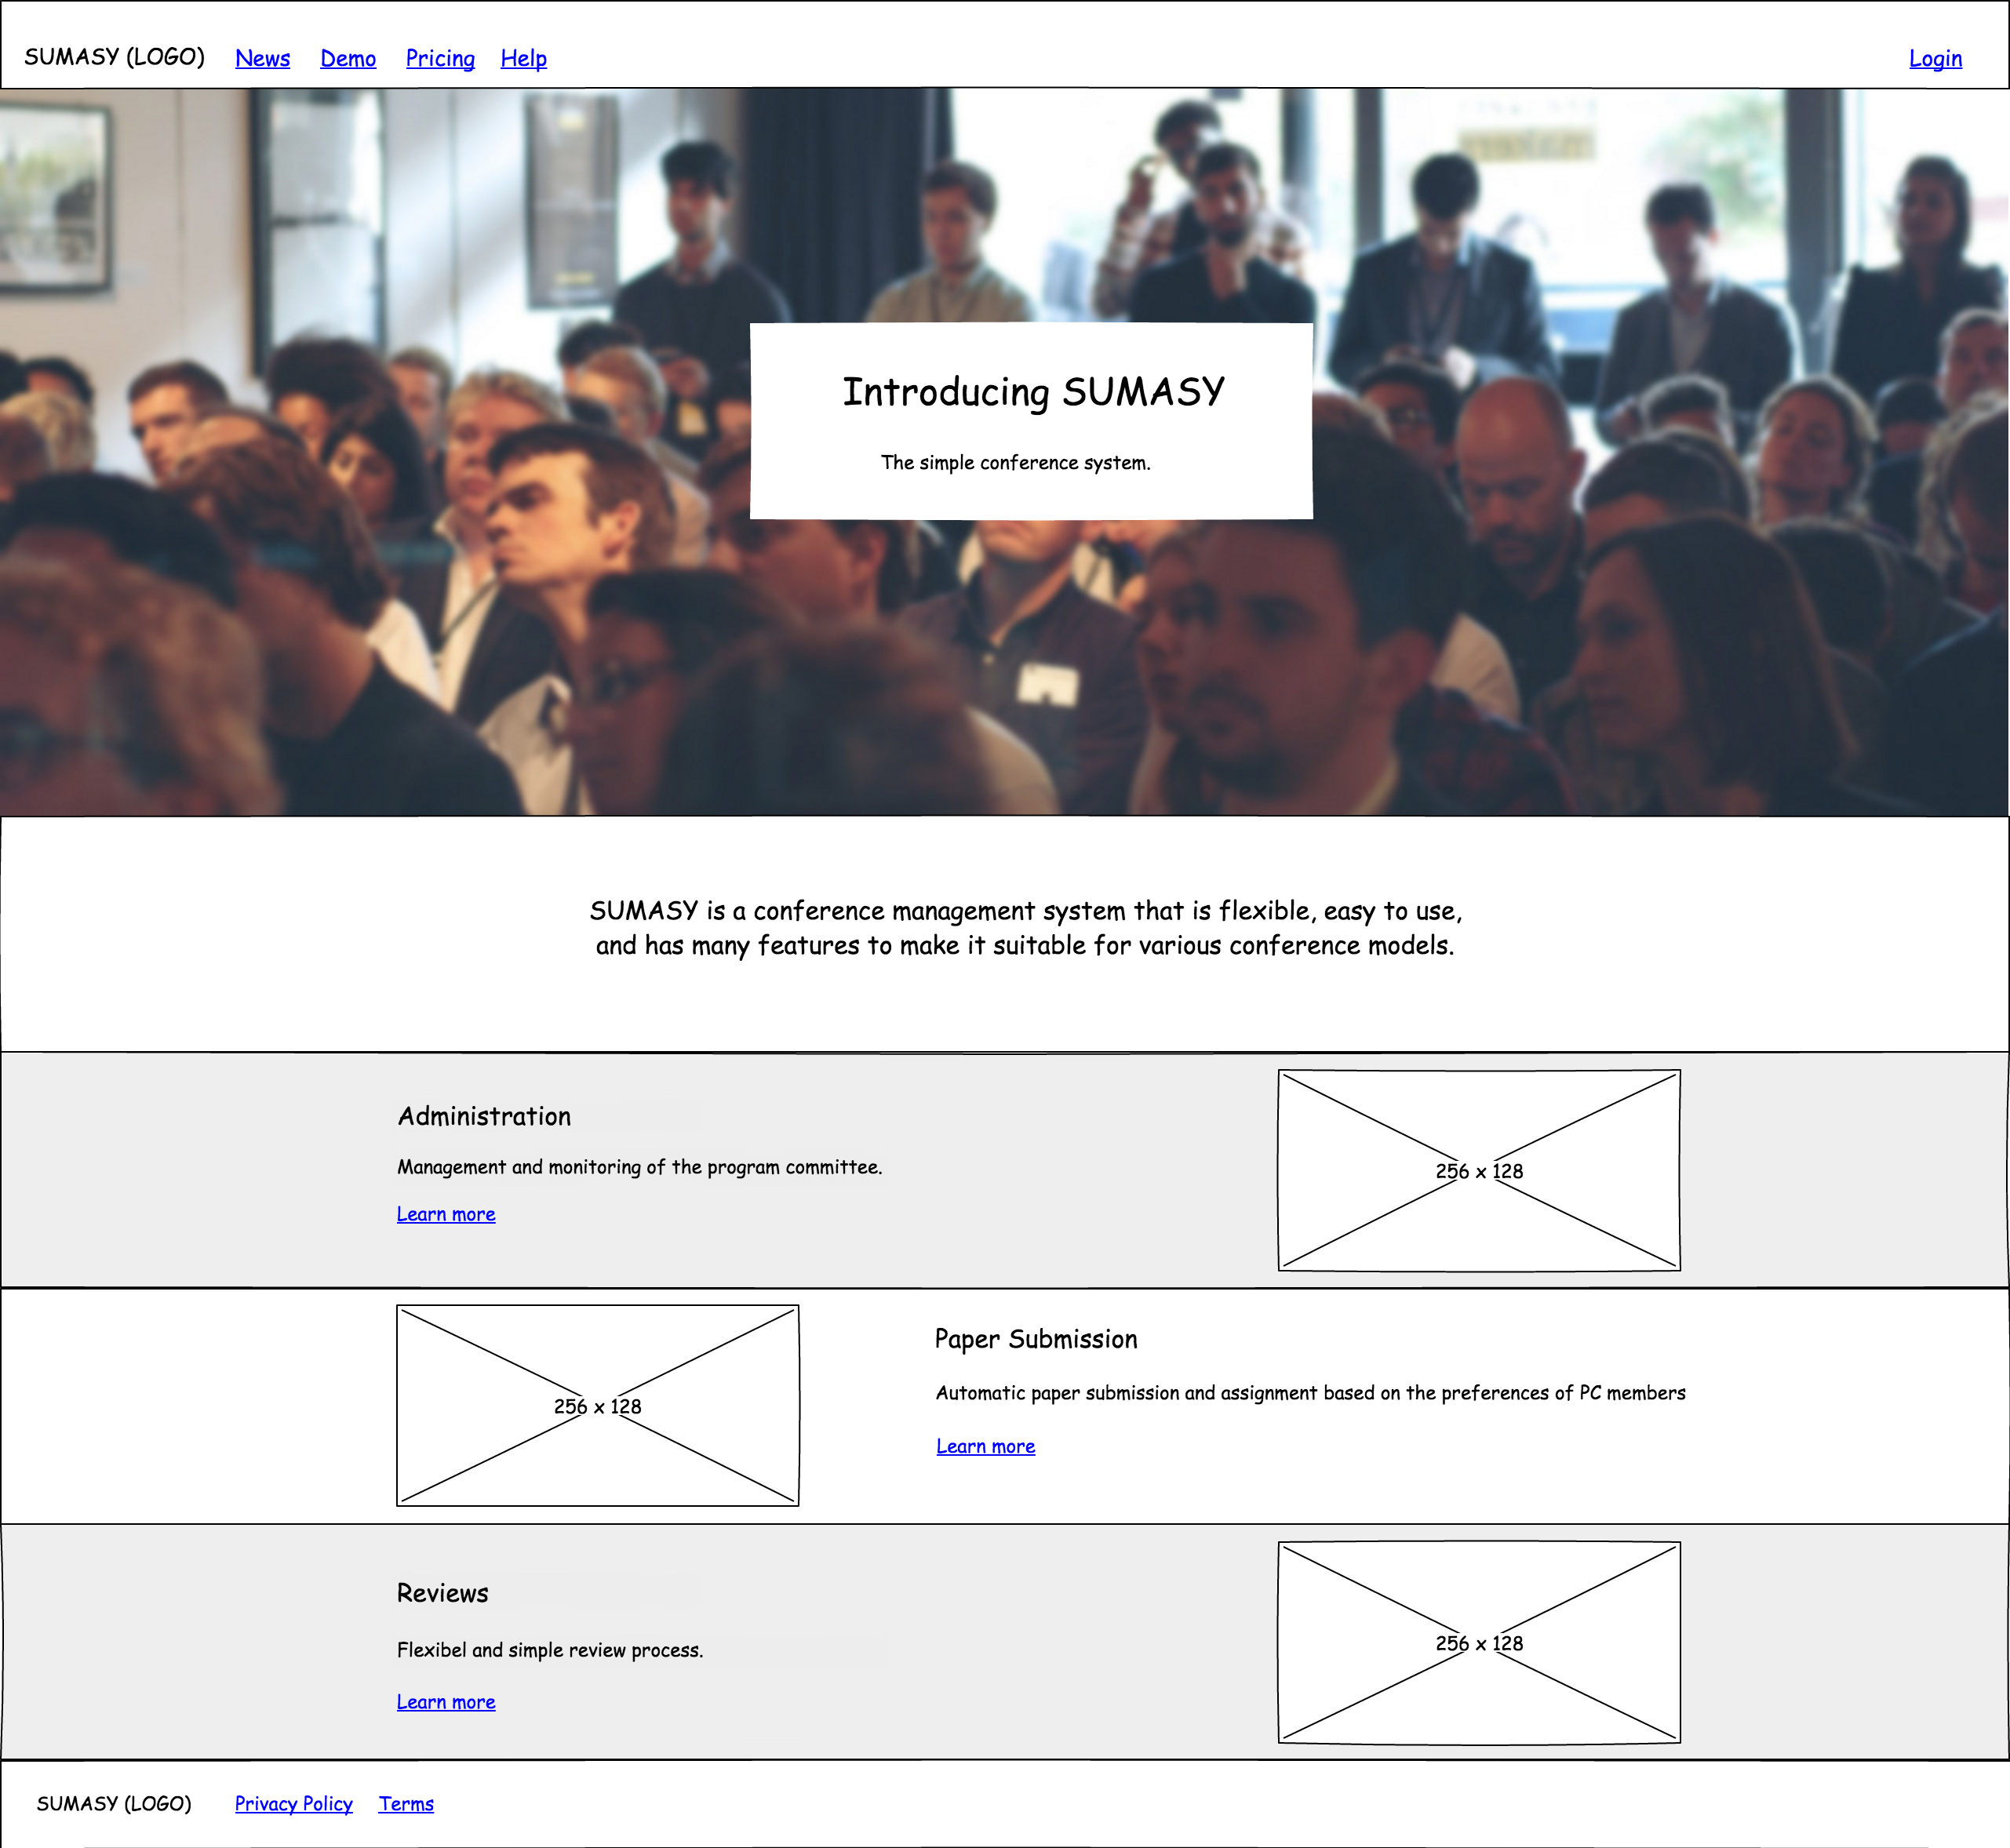 SUMASY (LOGO) News Demo Pricing Help Login
Introducing SUMASY
The simple conference system.
SUMASY is a conference management system that is flexible, easy to use,
and has many features to make it suitable for various conference models.
Administration
Management and monitoring of the program committee.
Learn more
256 x 128
256 x 128
Paper Submission
Automatic paper submission and assignment based on the preferences of PC members
Learn more
Reviews
Flexibel and simple review process.
Learn more
256 x 128
SUMASY (LOGO) Privacy Policy Terms